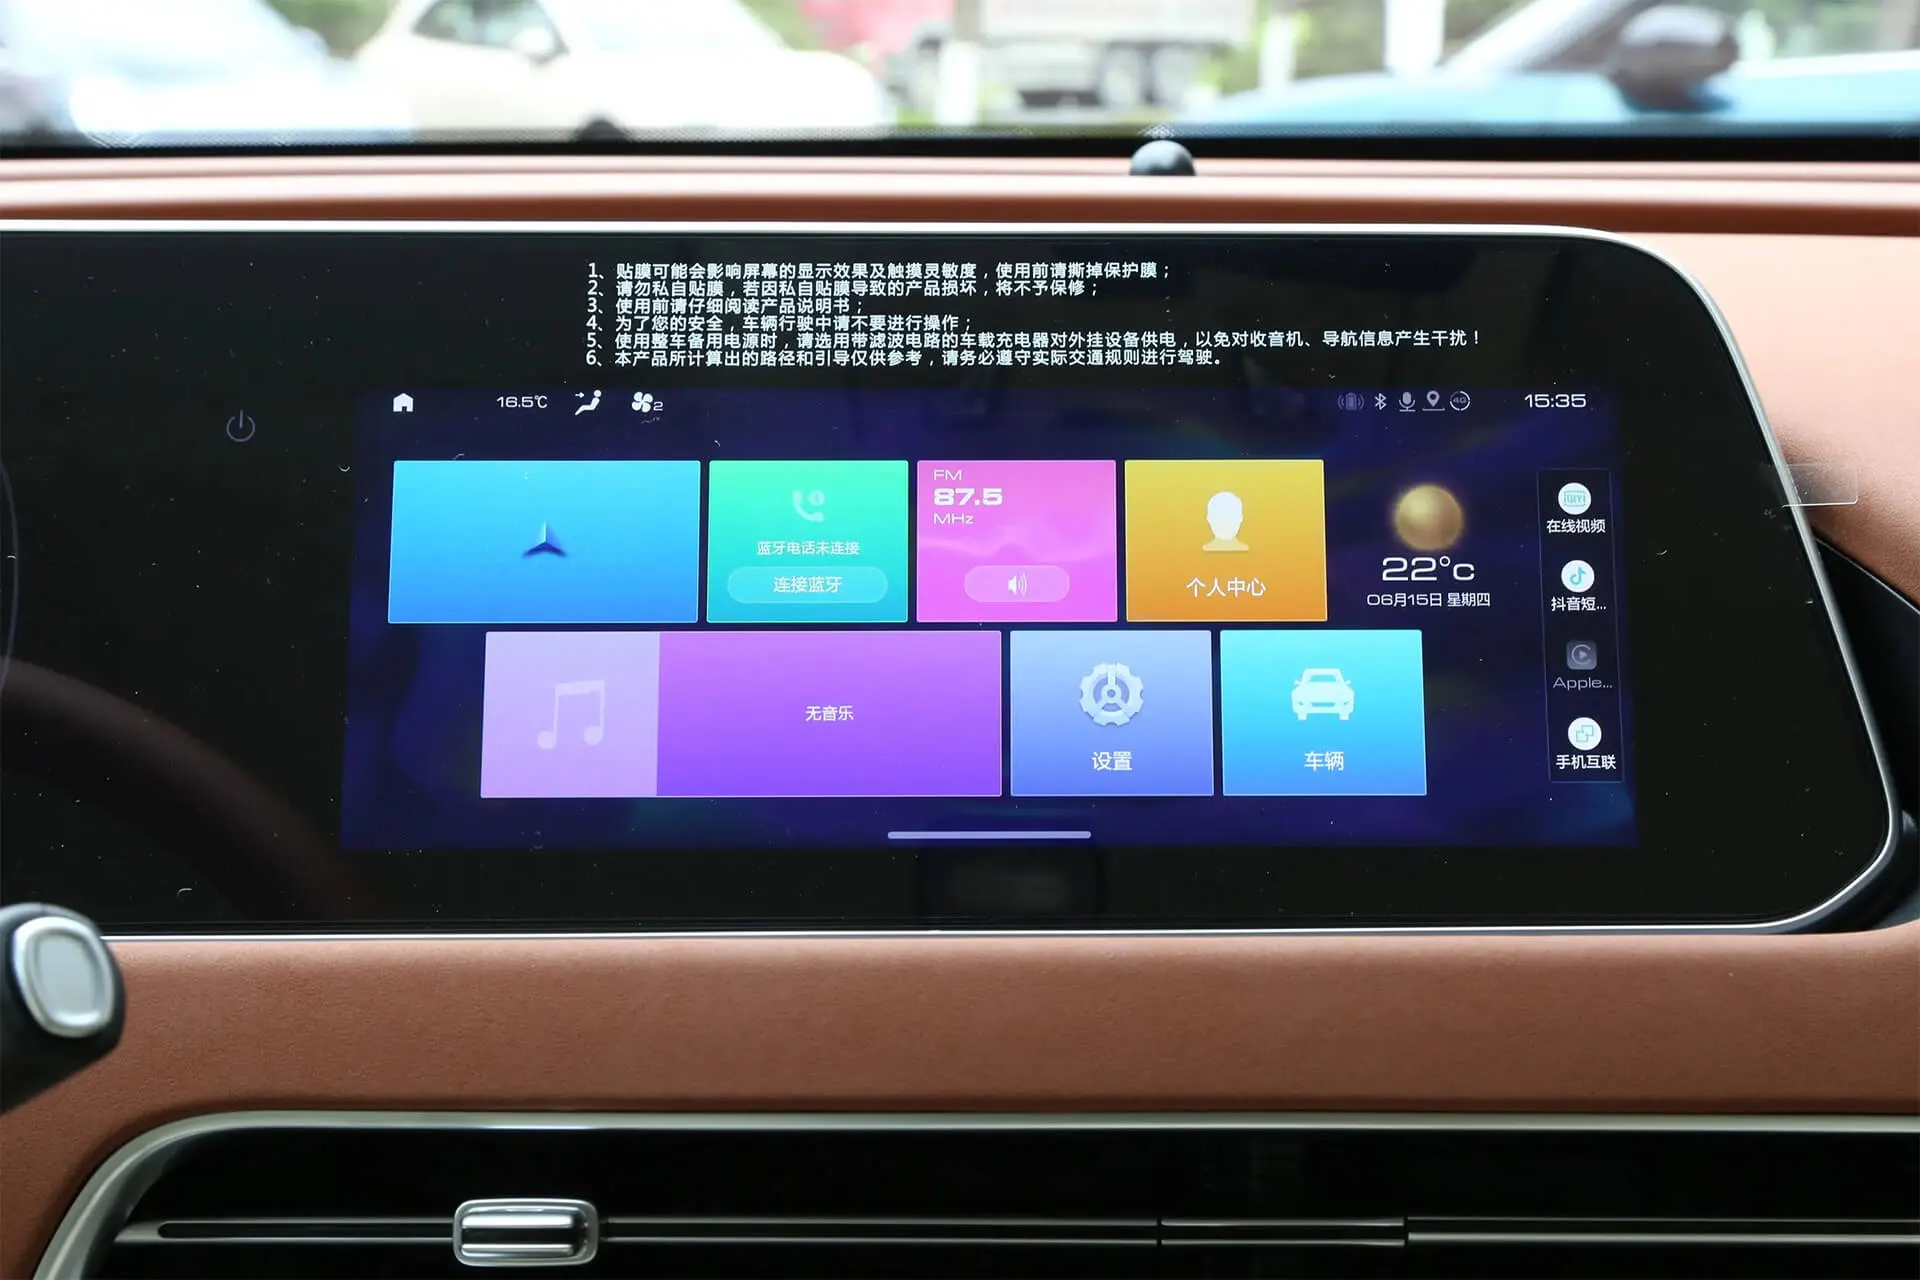 1、贴膜可能会影响屏幕的显示效果及触摸灵敏度，使用前请撕掉保护膜；
2、请勿私自贴膜，若因私自贴膜导致的产品损坏，将不予保修；
3、使用前请仔细阅读产品说明书；
4、为了您的安全，车辆行驶中请不要进行操作；
5、使用整车备用电源时，请选用带滤波电路的车载充电器对外挂设备供电，以免对收音机、导航信息产生干扰！
6、本产品所计算出的路径和引导仅供参考，请务必遵守实际交通规则进行驾驶。
16.5℃
2
4G
15:35
蓝牙电话未连接
连接蓝牙
FM
87.5
MHz
个人中心
22°C
06月15日 星期四
iQIYI
在线视频
抖音短...
Apple...
手机互联
无音乐
设置
车辆